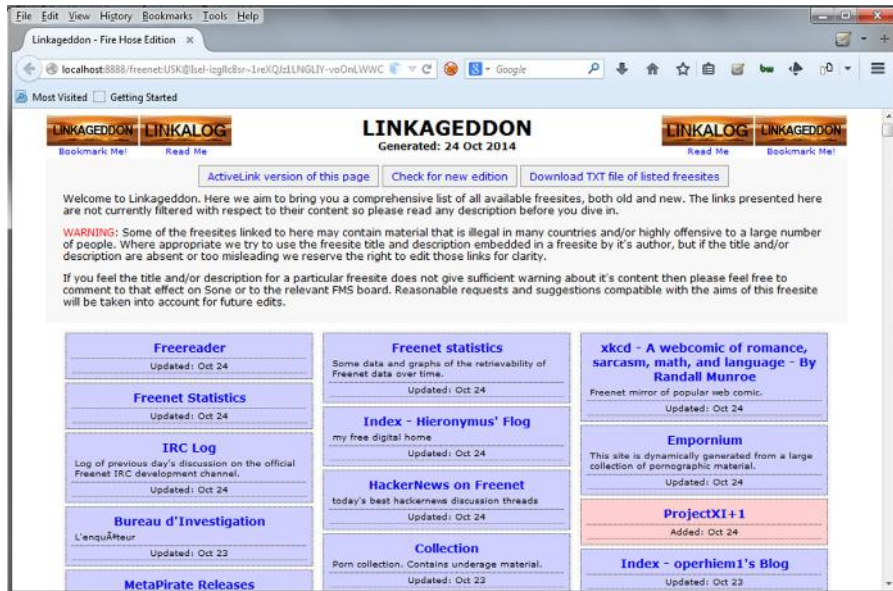 File Edit View History Bookmarks Tools Help
Linkageddon - Fire Hose Edition
localhost:8888/freenet:USK@
Google
Most Visited Getting Started
LINKAGEDDON LINKALOG
Bookmark Me! Read Me
LINKAGEDDON
Generated: 24 Oct 2014
LINKALOG LINKAGEDDON
Read Me Bookmark Me!
ActiveLink version of this page Check for new edition Download TXT file of listed freesites
Welcome to Linkageddon. Here we aim to bring you a comprehensive list of all available freesites, both old and new. The links presented here
are not currently filtered with respect to their content so please read any description before you dive in.
WARNING: Some of the freesites linked to here may contain material that is illegal in many countries and/or highly offensive to a large number
of people. Where appropriate we try to use the freesite title and description embedded in a freesite by it's author, but if the title and/or
description are absent or too misleading we reserve the right to edit those links for clarity.
If you feel the title and/or description for a particular freesite does not give sufficient warning about it's content then please feel free to
comment to that effect on Sone or to the relevant FMS board. Reasonable requests and suggestions compatible with the aims of this freesite
will be taken into account for future edits.
Freereader
Updated: Oct 24
Freenet Statistics
Updated: Oct 24
IRC Log
Log of previous day's discussion on the official
Freenet IRC development channel.
Updated: Oct 24
Bureau d'Investigation
L'enquÃªteur
Updated: Oct 23
MetaPirate Releases
Freenet statistics
Some data and graphs of the retrievability of
Freenet data over time.
Updated: Oct 24
Index - Hieronymus' Flog
my free digital home
Updated: Oct 24
HackerNews on Freenet
today's best hackernews discussion threads
Updated: Oct 24
Collection
Porn collection. Contains underage material.
Updated: Oct 23
xkcd - A webcomic of romance,
sarcasm, math, and language - By
Randall Munroe
Freenet mirror of popular web comic.
Updated: Oct 24
Empornium
This site is dynamically generated from a large
collection of pornographic material.
Updated: Oct 24
ProjectXI+1
Added: Oct 24
Index - operhiem1's Blog
Updated: Oct 23